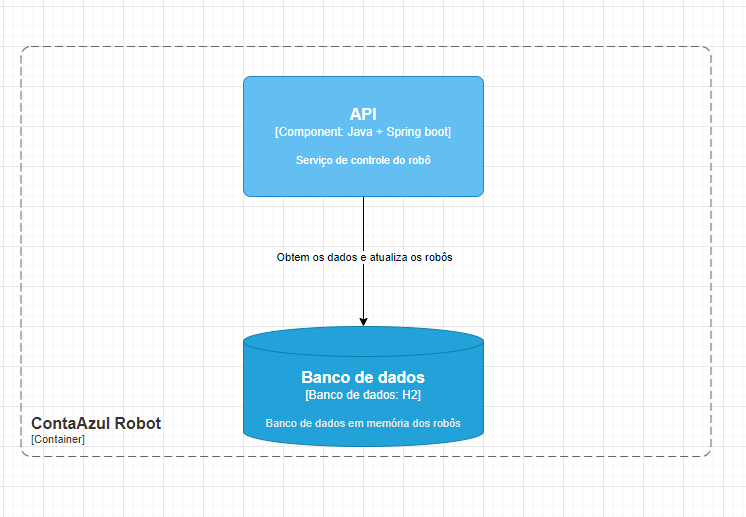 API
[Component: Java + Spring boot]
Serviço de controle do robô
Obtem os dados e atualiza os robôs
Banco de dados
[Banco de dados: H2]
Banco de dados em memória dos robôs
ContaAzul Robot
[Container]